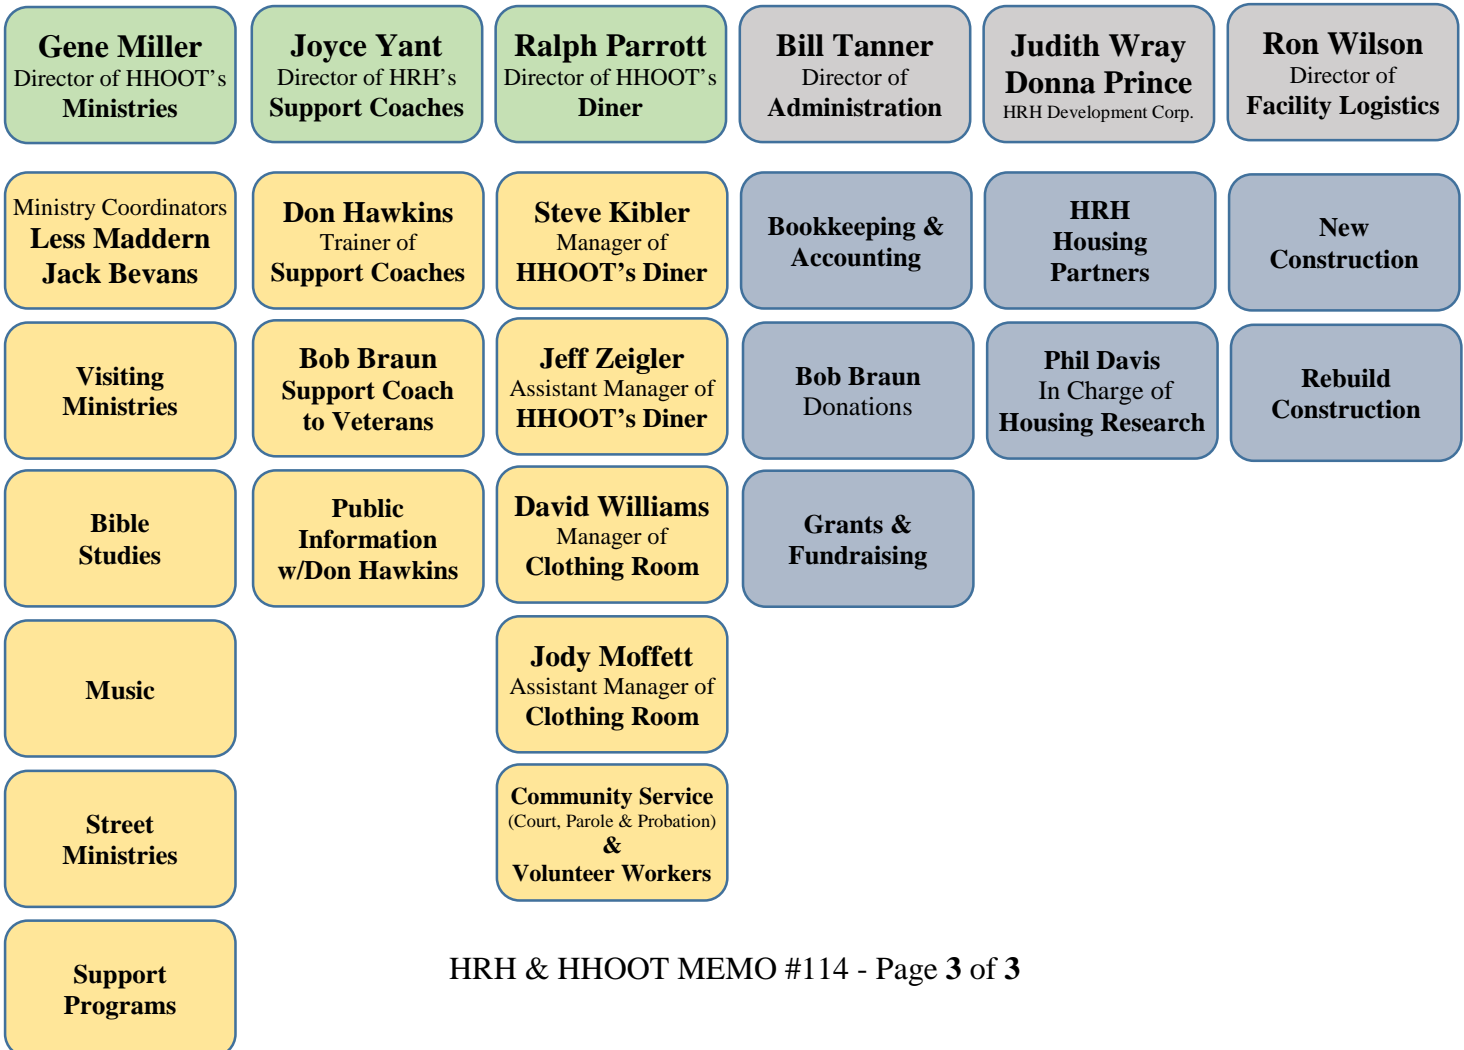 Gene Miller
Director of HHOOT's
Ministries
Joyce Yant
Director of HRH's
Support Coaches
Ralph Parrott
Director of HHOOT's
Diner
Bill Tanner
Director of
Administration
Judith Wray
Donna Prince
HRH Development Corp.
Ron Wilson
Director of
Facility Logistics
Ministry Coordinators
Less Maddern
Jack Bevans
Don Hawkins
Trainer of
Support Coaches
Steve Kibler
Manager of
HHOOT's Diner
Bookkeeping &
Accounting
HRH
Housing
Partners
New
Construction
Visiting
Ministries
Bob Braun
Support Coach
to Veterans
Jeff Zeigler
Assistant Manager of
HHOOT's Diner
Bob Braun
Donations
Phil Davis
In Charge of
Housing Research
Rebuild
Construction
Bible
Studies
Public
Information
w/Don Hawkins
David Williams
Manager of
Clothing Room
Grants &
Fundraising
Music
Jody Moffett
Assistant Manager of
Clothing Room
Street
Ministries
Community Service
(Court, Parole & Probation)
&
Volunteer Workers
Support
Programs
HRH & HHOOT MEMO #114 - Page 3 of 3